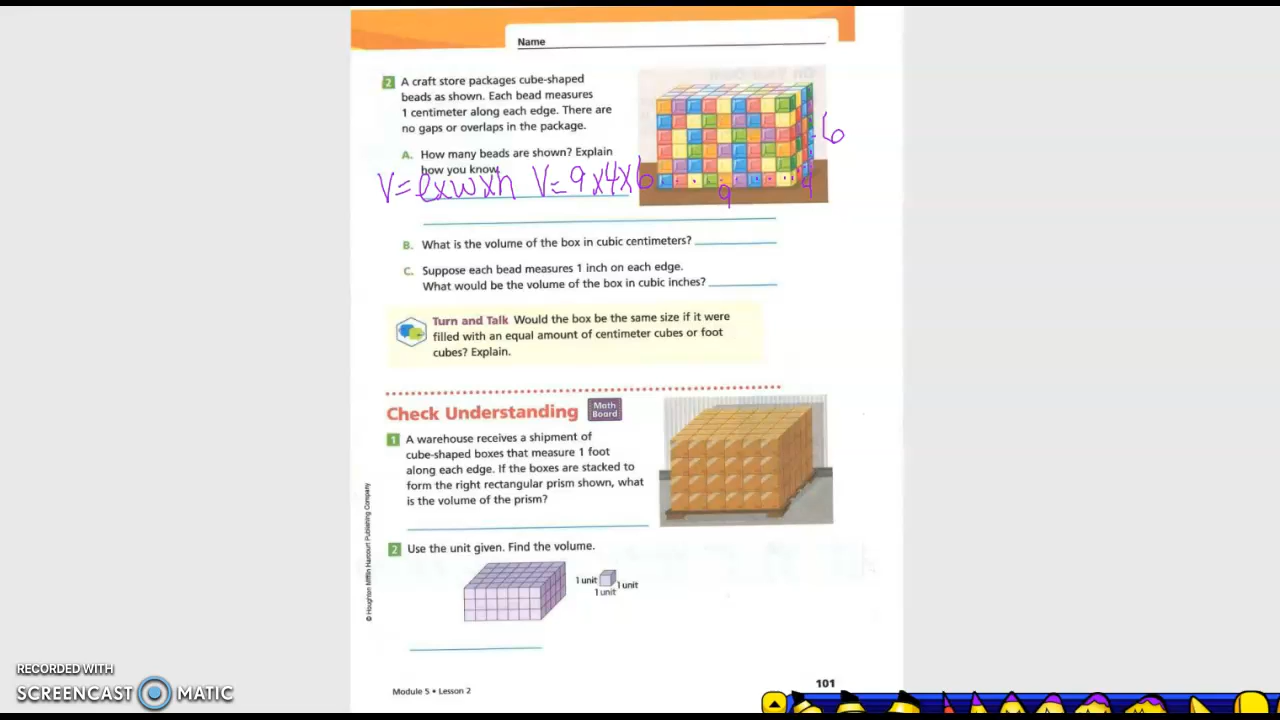 Name
2 A craft store packages cube-shaped
beads as shown. Each bead measures
1 centimeter along each edge. There are
no gaps or overlaps in the package.
6
A. How many beads are shown? Explain
how you know.
V= lxwxh V= 9x4x6
9
4
B. What is the volume of the box in cubic centimeters?
C. Suppose each bead measures 1 inch on each edge.
What would be the volume of the box in cubic inches?
Turn and Talk Would the box be the same size if it were
filled with an equal amount of centimeter cubes or foot
cubes? Explain.
Check Understanding Math Board
1 A warehouse receives a shipment of
cube-shaped boxes that measure 1 foot
along each edge. If the boxes are stacked to
form the right rectangular prism shown, what
is the volume of the prism?
2 Use the unit given. Find the volume.
1 unit
1 unit
1 unit
© Houghton Mifflin Harcourt Publishing Company
Module 5 • Lesson 2
101
RECORDED WITH
SCREENCAST MATIC